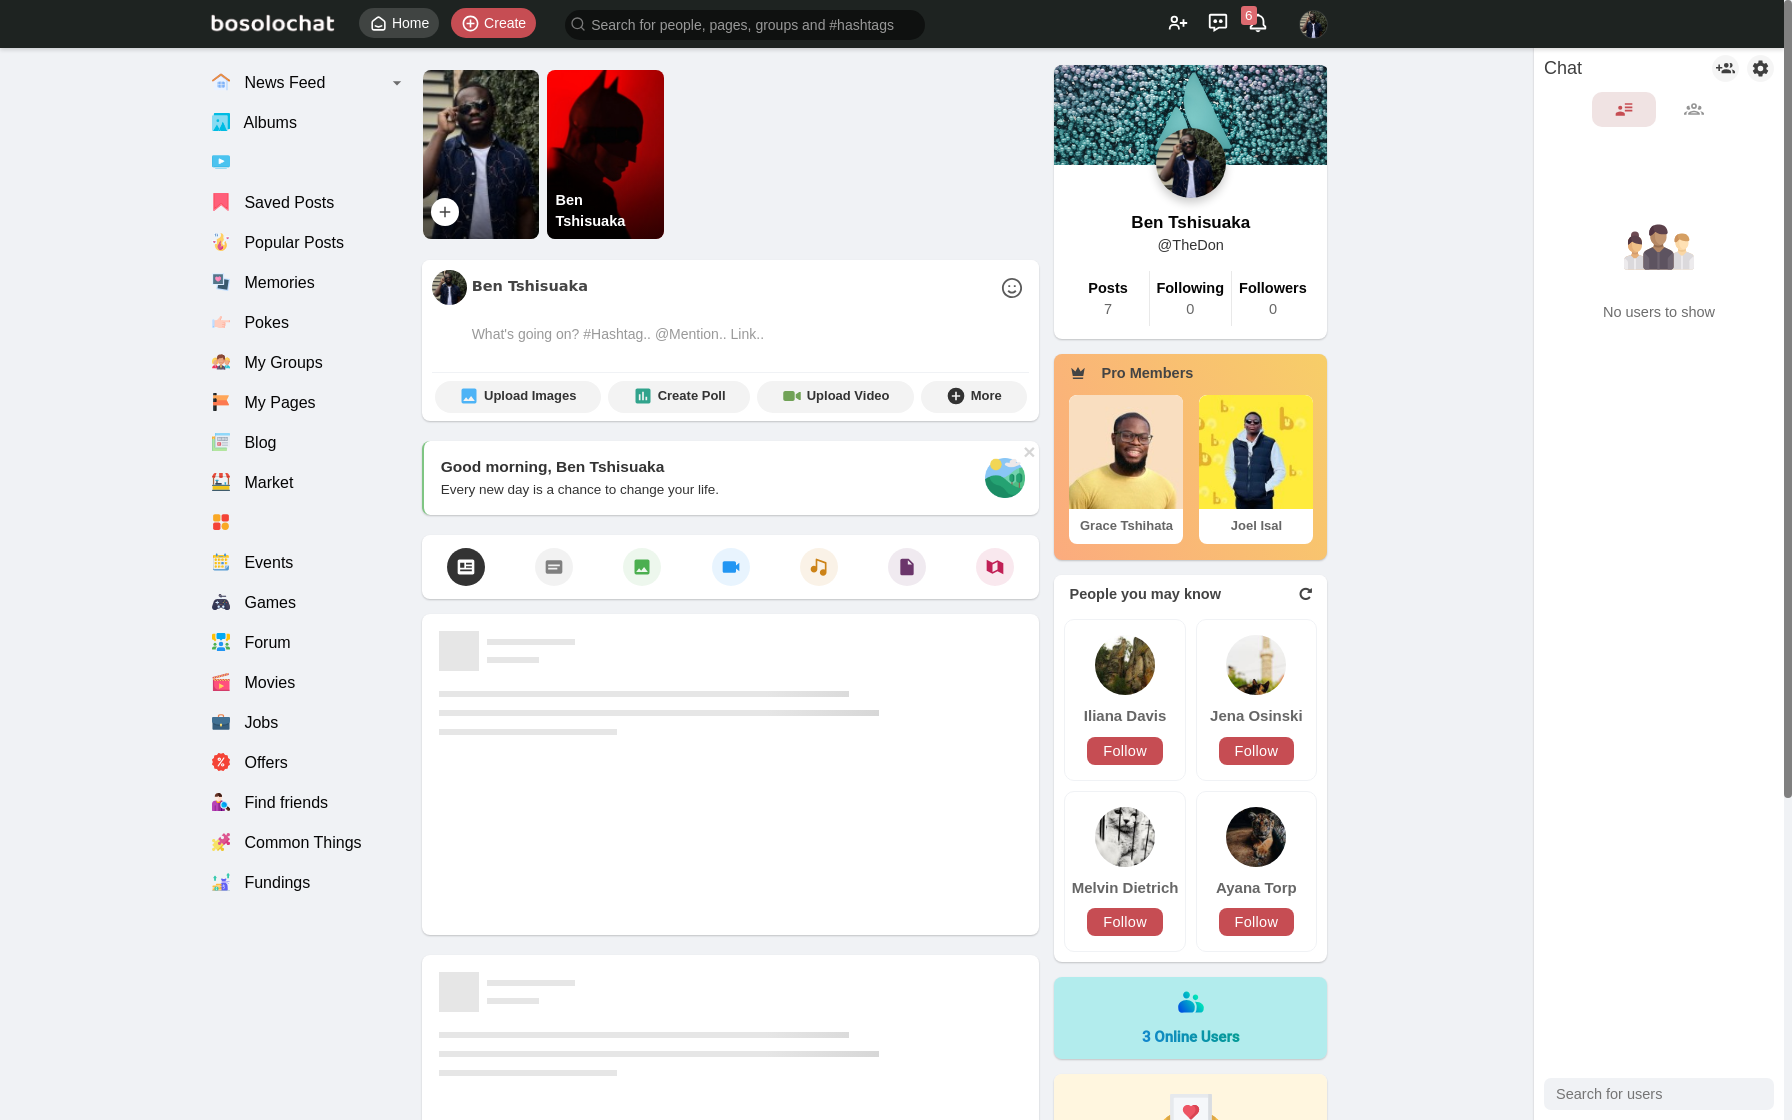 bosolochat
Home
Create
Search for people, pages, groups and #hashtags
6
News Feed
Albums
Saved Posts
Popular Posts
Memories
Pokes
My Groups
My Pages
Blog
Market
Events
Games
Forum
Movies
Jobs
Offers
Find friends
Common Things
Fundings
Ben
Tshisuaka
Ben Tshisuaka
What's going on? #Hashtag.. @Mention.. Link..
Upload Images
Create Poll
Upload Video
More
Good morning, Ben Tshisuaka
Every new day is a chance to change your life.
Ben Tshisuaka
@TheDon
Posts
7
Following
0
Followers
0
Pro Members
Grace Tshihata
Joel Isal
People you may know
Iliana Davis
Follow
Jena Osinski
Follow
Melvin Dietrich
Follow
Ayana Torp
Follow
3 Online Users
Chat
No users to show
Search for users